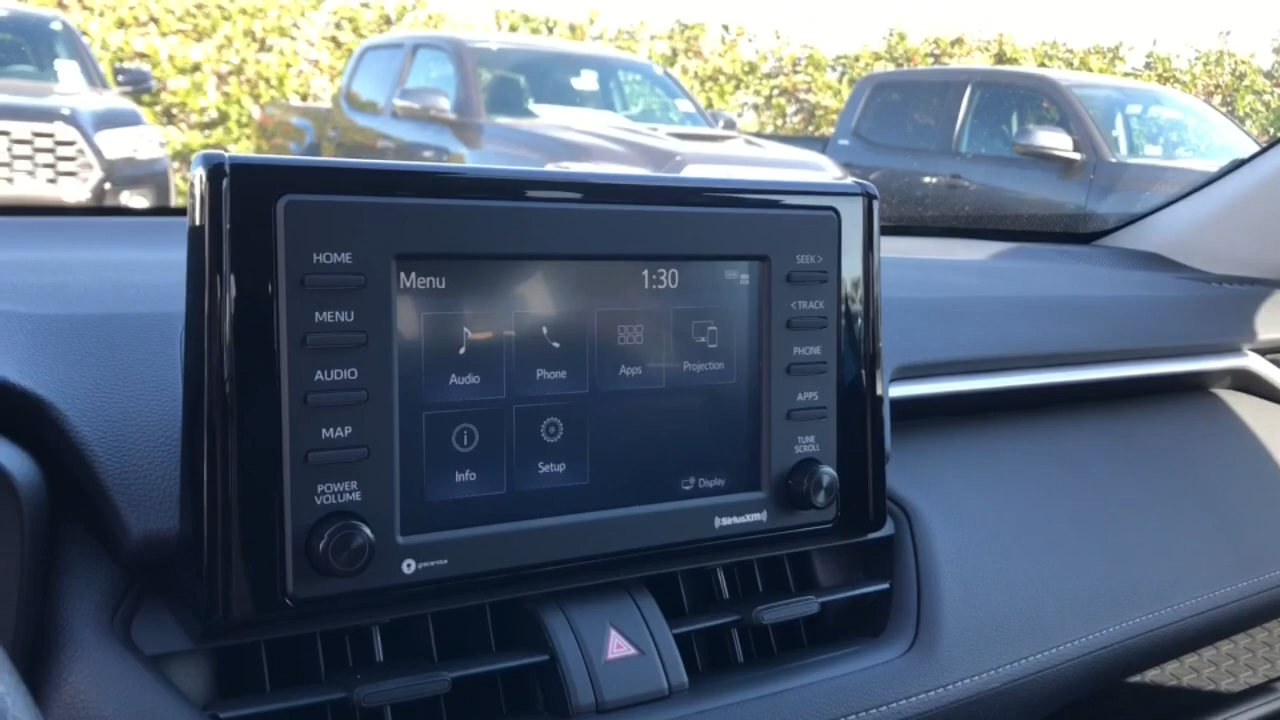 HOME
MENU
AUDIO
MAP
POWER
VOLUME
Menu
1:30
Audio
Phone
Apps
Projection
Info
Setup
Display
SEEK >
< TRACK
PHONE
APPS
TUNE
SCROLL
SiriusXM